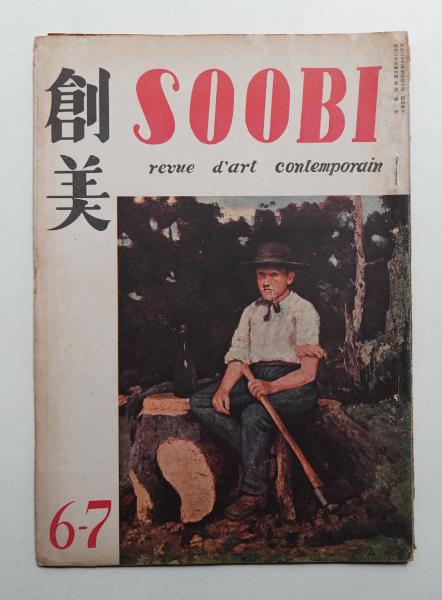 創美
SOOBI
revue d'art contemporain
6-7